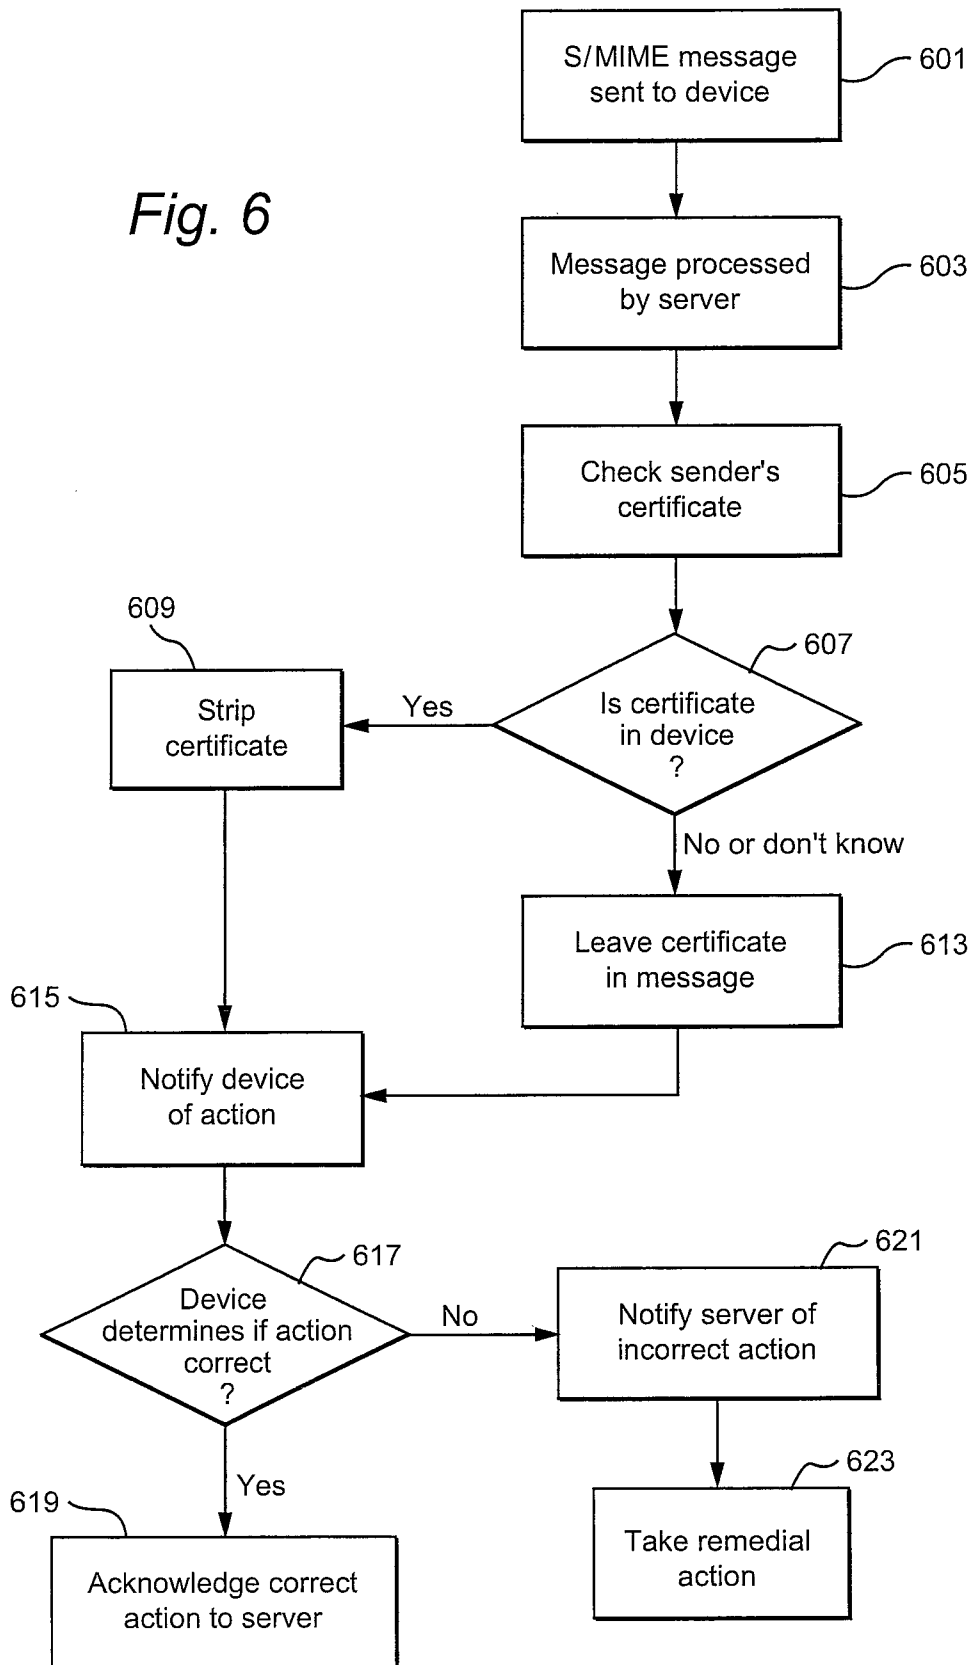 S/MIME message
sent to device
601
Fig. 6
Message processed
by server
603
Check sender's
certificate
605
609
607
Strip
certificate
Yes
Is certificate
in device
?
No or don't know
Leave certificate
in message
613
615
Notify device
of action
617
Device
determines if action
correct
?
No
621
Notify server of
incorrect action
Yes
623
Take remedial
action
619
Acknowledge correct
action to server